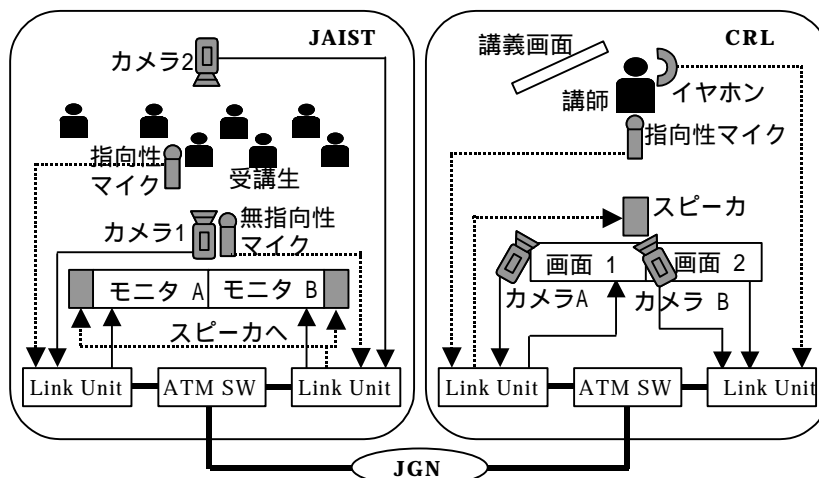 JAIST
カメラ2
指向性
マイク
受講生
カメラ1
無指向性
マイク
モニタ A
モニタ B
スピーカへ
Link Unit
ATM SW
Link Unit
CRL
講義画面
講師
イヤホン
指向性マイク
スピーカ
画面 1
画面 2
カメラA
カメラ B
Link Unit
ATM SW
Link Unit
JGN